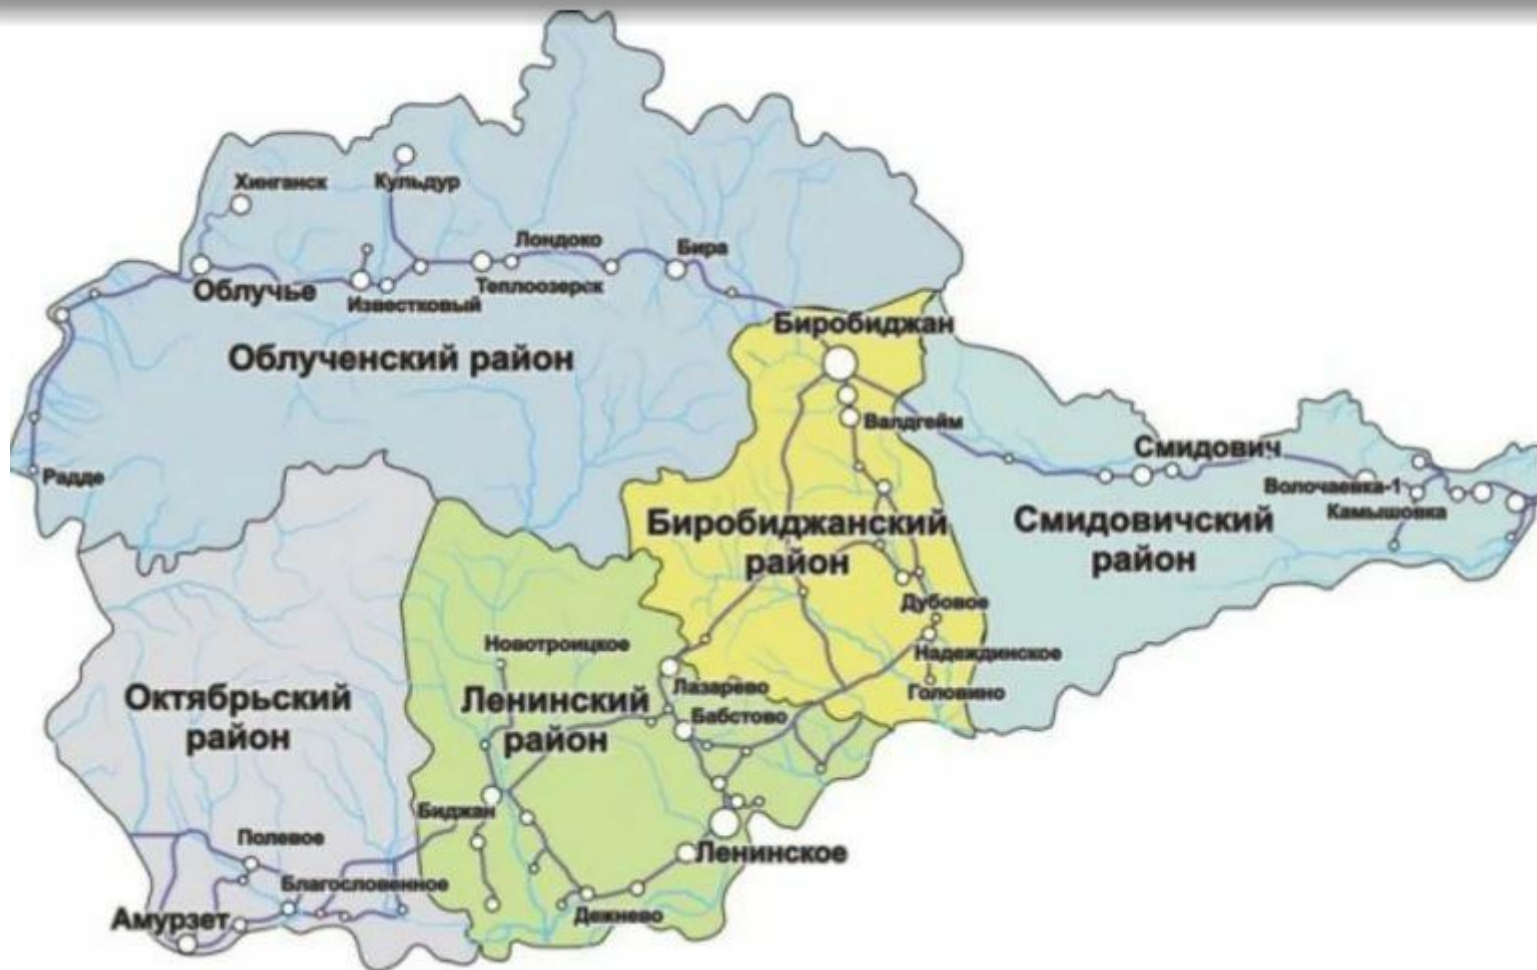 Хинганск
Кульдур
Лондоко
Бира
Облучье
Известковый
Теплоозерск
Облученский район
Биробиджан
Радде
Валдгейм
Смидович
Волочаевка-1
Камышовка
Биробиджанский
район
Смидовичский
район
Дубовое
Надеждинское
Головино
Новотроицкое
Лазарево
Бабстово
Октябрьский
район
Ленинский
район
Биджан
Полевое
Благословенное
Амурзет
Ленинское
Дежнево